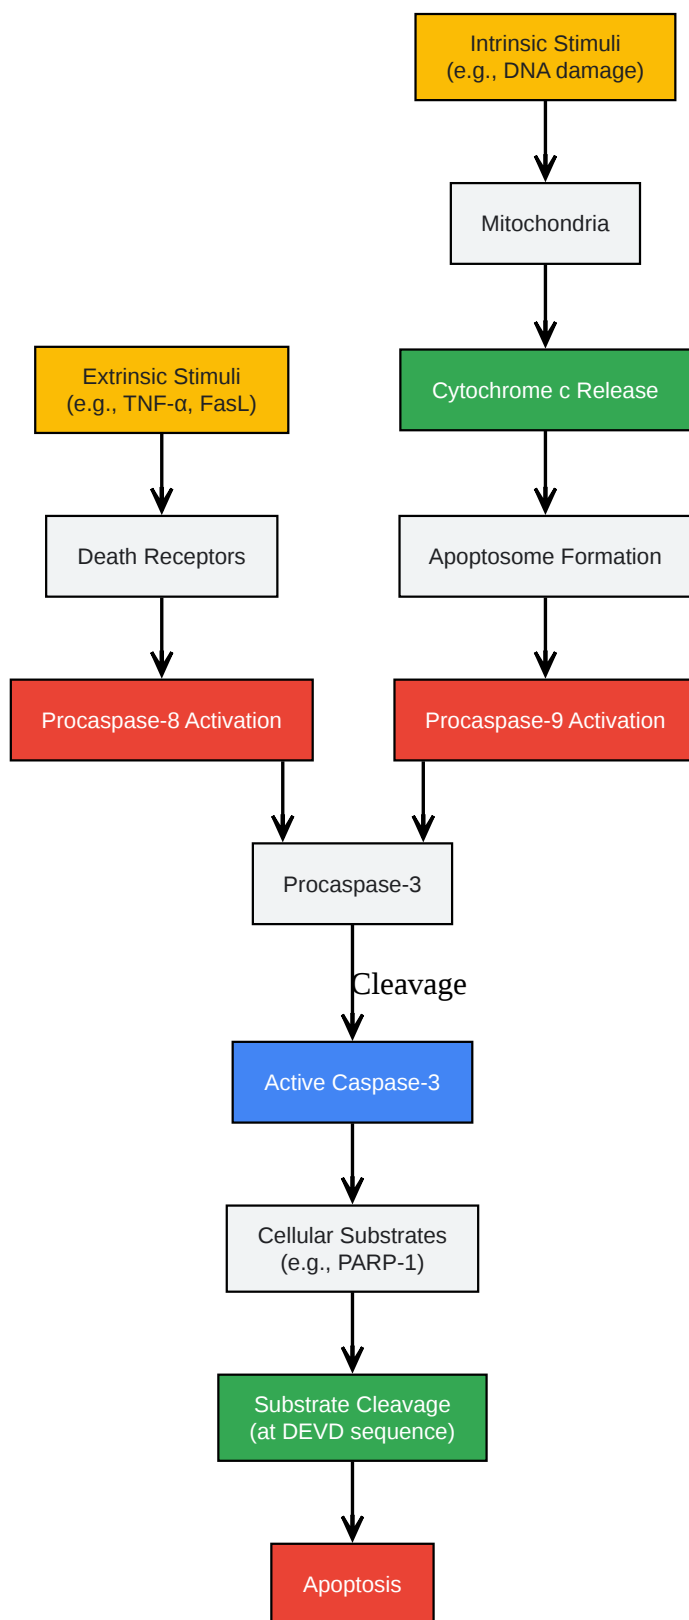 Intrinsic Stimuli
(e.g., DNA damage)
Mitochondria
Extrinsic Stimuli
(e.g., TNF-α, FasL)
Cytochrome c Release
Death Receptors
Apoptosome Formation
Procaspase-8 Activation
Procaspase-9 Activation
Procaspase-3
Cleavage
Active Caspase-3
Cellular Substrates
(e.g., PARP-1)
Substrate Cleavage
(at DEVD sequence)
Apoptosis